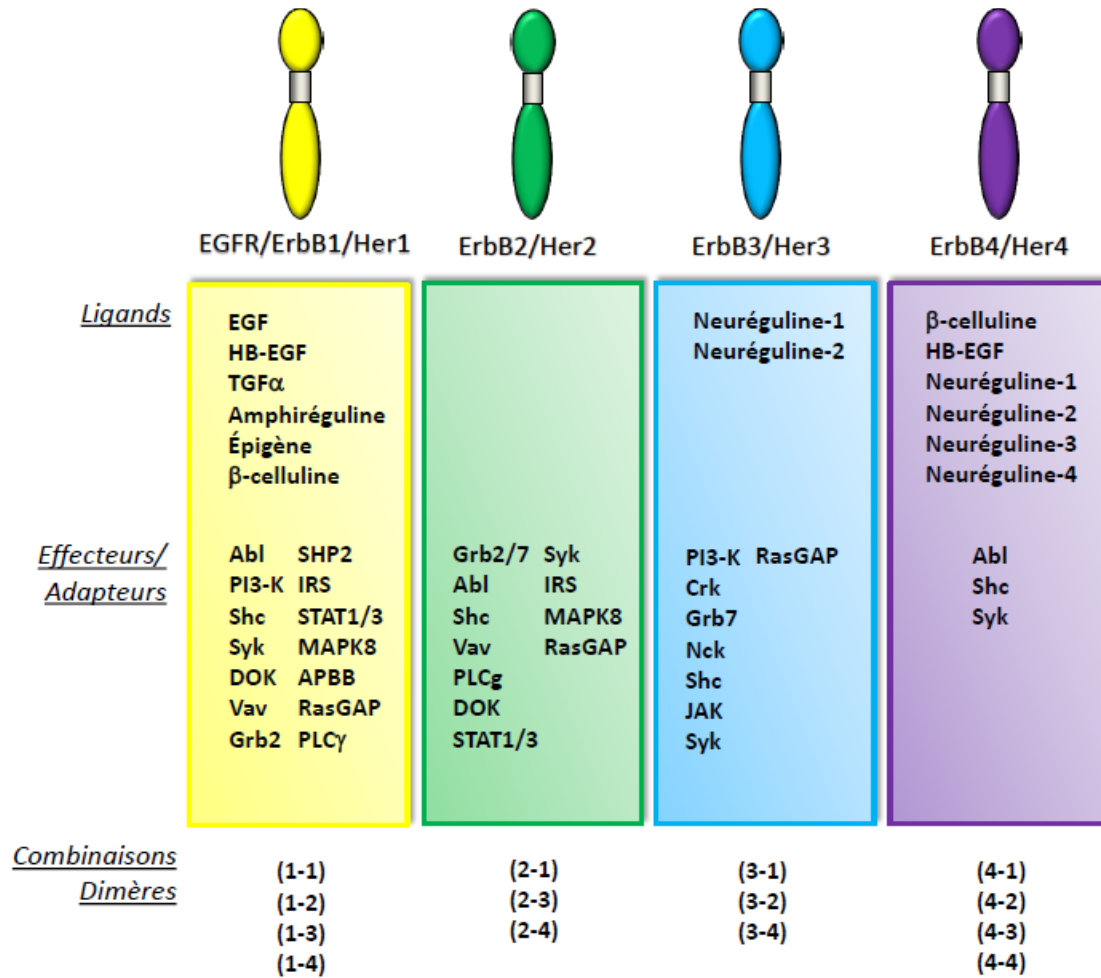 EGFR/ErbB1/Her1 ErbB2/Her2 ErbB3/Her3 ErbB4/Her4
Ligands
EGF
HB-EGF
TGFα
Amphiréguline
Épigène
β-celluline
Neuréguline-1
Neuréguline-2
β-celluline
HB-EGF
Neuréguline-1
Neuréguline-2
Neuréguline-3
Neuréguline-4
Effecteurs/
Adapteurs
Abl SHP2
PI3-K IRS
Shc STAT1/3
Syk MAPK8
DOK APBB
Vav RasGAP
Grb2 PLCγ
Grb2/7 Syk
Abl IRS
Shc MAPK8
Vav RasGAP
PLCg
DOK
STAT1/3
PI3-K RasGAP
Crk
Grb7
Nck
Shc
JAK
Syk
Abl
Shc
Syk
Combinaisons
Dimères
(1-1)
(1-2)
(1-3)
(1-4)
(2-1)
(2-3)
(2-4)
(3-1)
(3-2)
(3-4)
(4-1)
(4-2)
(4-3)
(4-4)